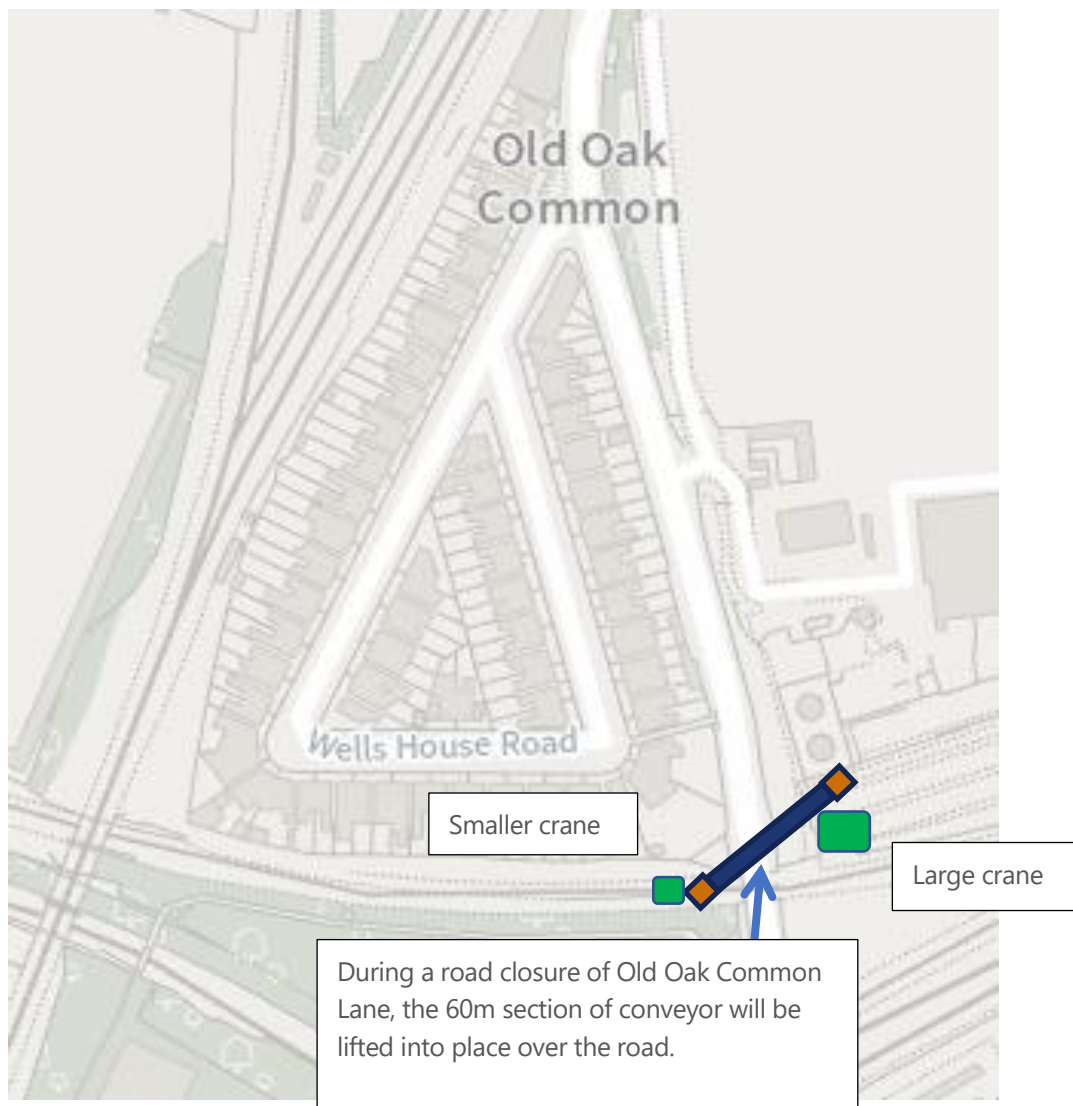 Old Oak
Common
Wells House Road
Smaller crane
Large crane
During a road closure of Old Oak Common
Lane, the 60m section of conveyor will be
lifted into place over the road.